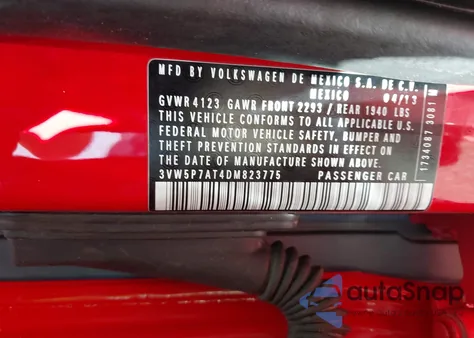 MFD BY VOLKSWAGEN DE MEXICO S.A. DE C.V.
MEXICO 04/13
GVWR4123 GAWR FRONT 2293 / REAR 1940 LBS
THIS VEHICLE CONFORMS TO ALL APPLICABLE U.S.
FEDERAL MOTOR VEHICLE SAFETY, BUMPER AND
THEFT PREVENTION STANDARDS IN EFFECT ON
THE DATE OF MANUFACTURE SHOWN ABOVE.
3VW5P7AT4DM823775 PASSENGER CAR
1734087 3081 W
autoSnap